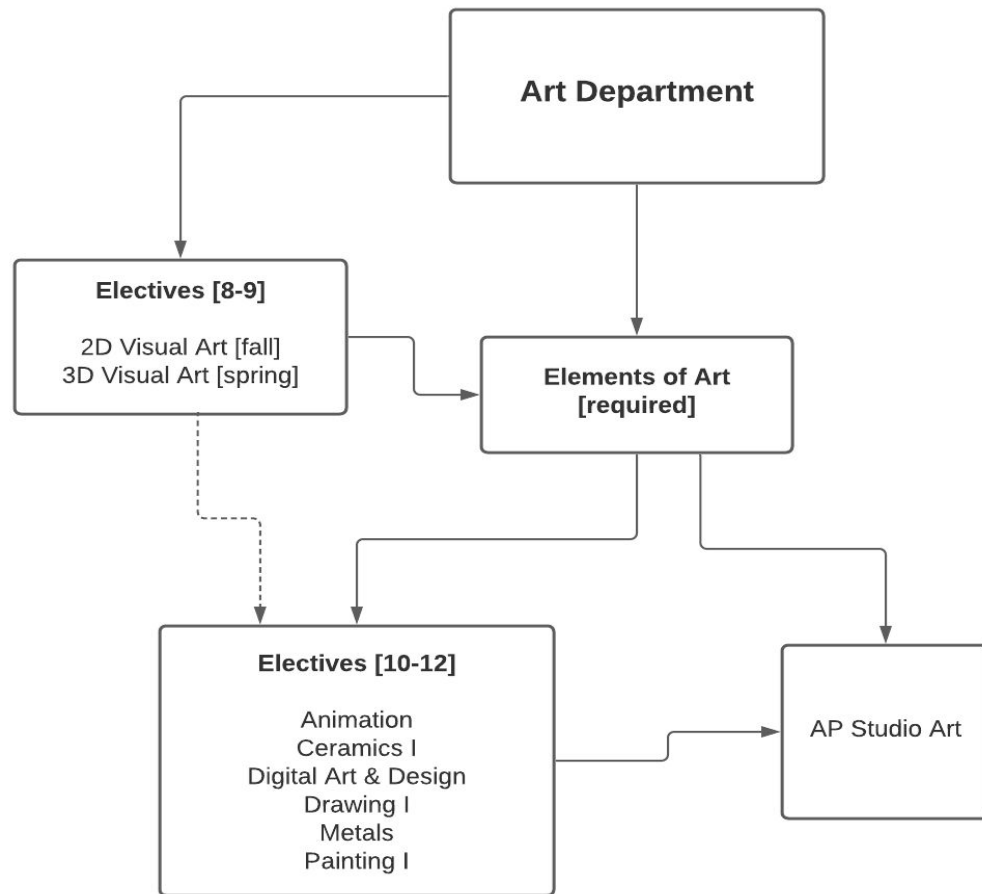 Art Department
Electives [8-9]
2D Visual Art [fall]
3D Visual Art [spring]
Elements of Art
[required]
Electives [10-12]
Animation
Ceramics I
Digital Art & Design
Drawing I
Metals
Painting I
AP Studio Art